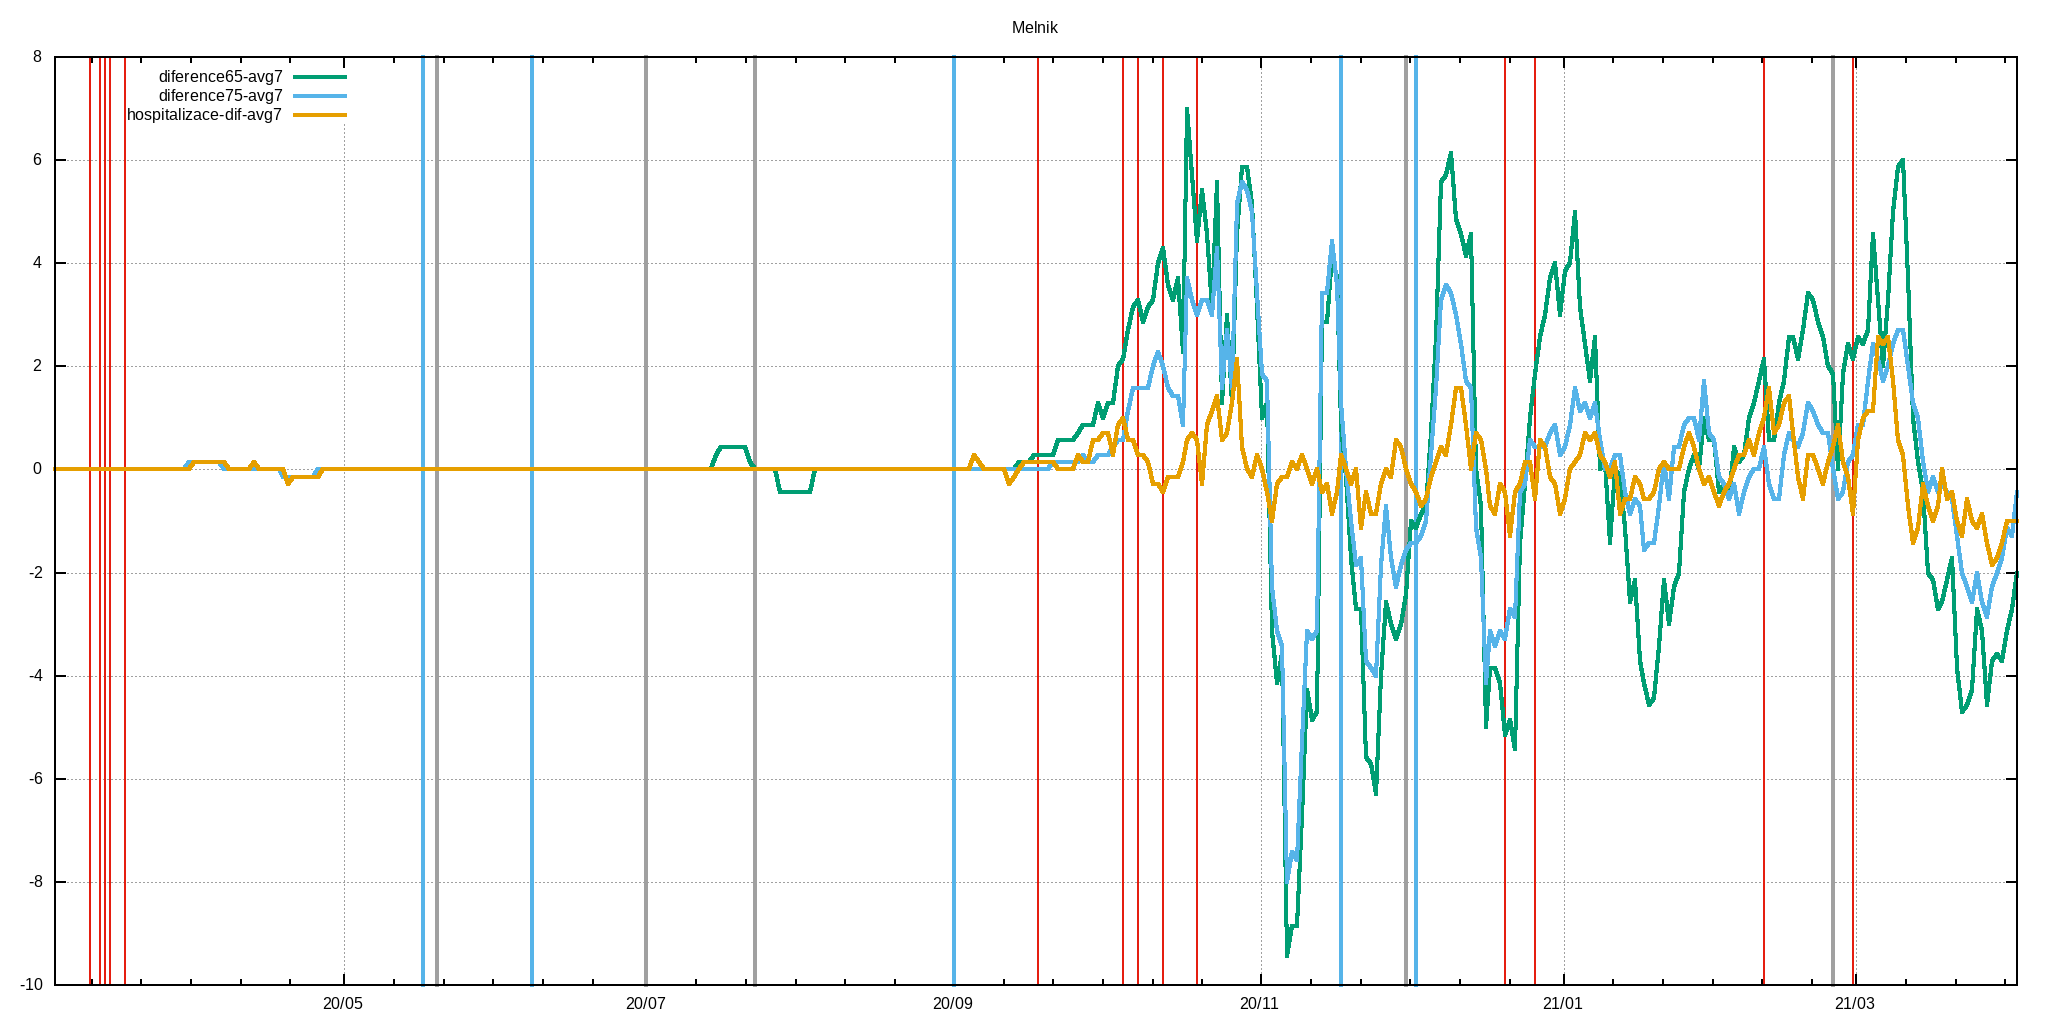 Melnik
diference65-avg7
diference75-avg7
hospitalizace-dif-avg7
8
6
4
2
0
-2
-4
-6
-8
-10
20/05 20/07 20/09 20/11 21/01 21/03